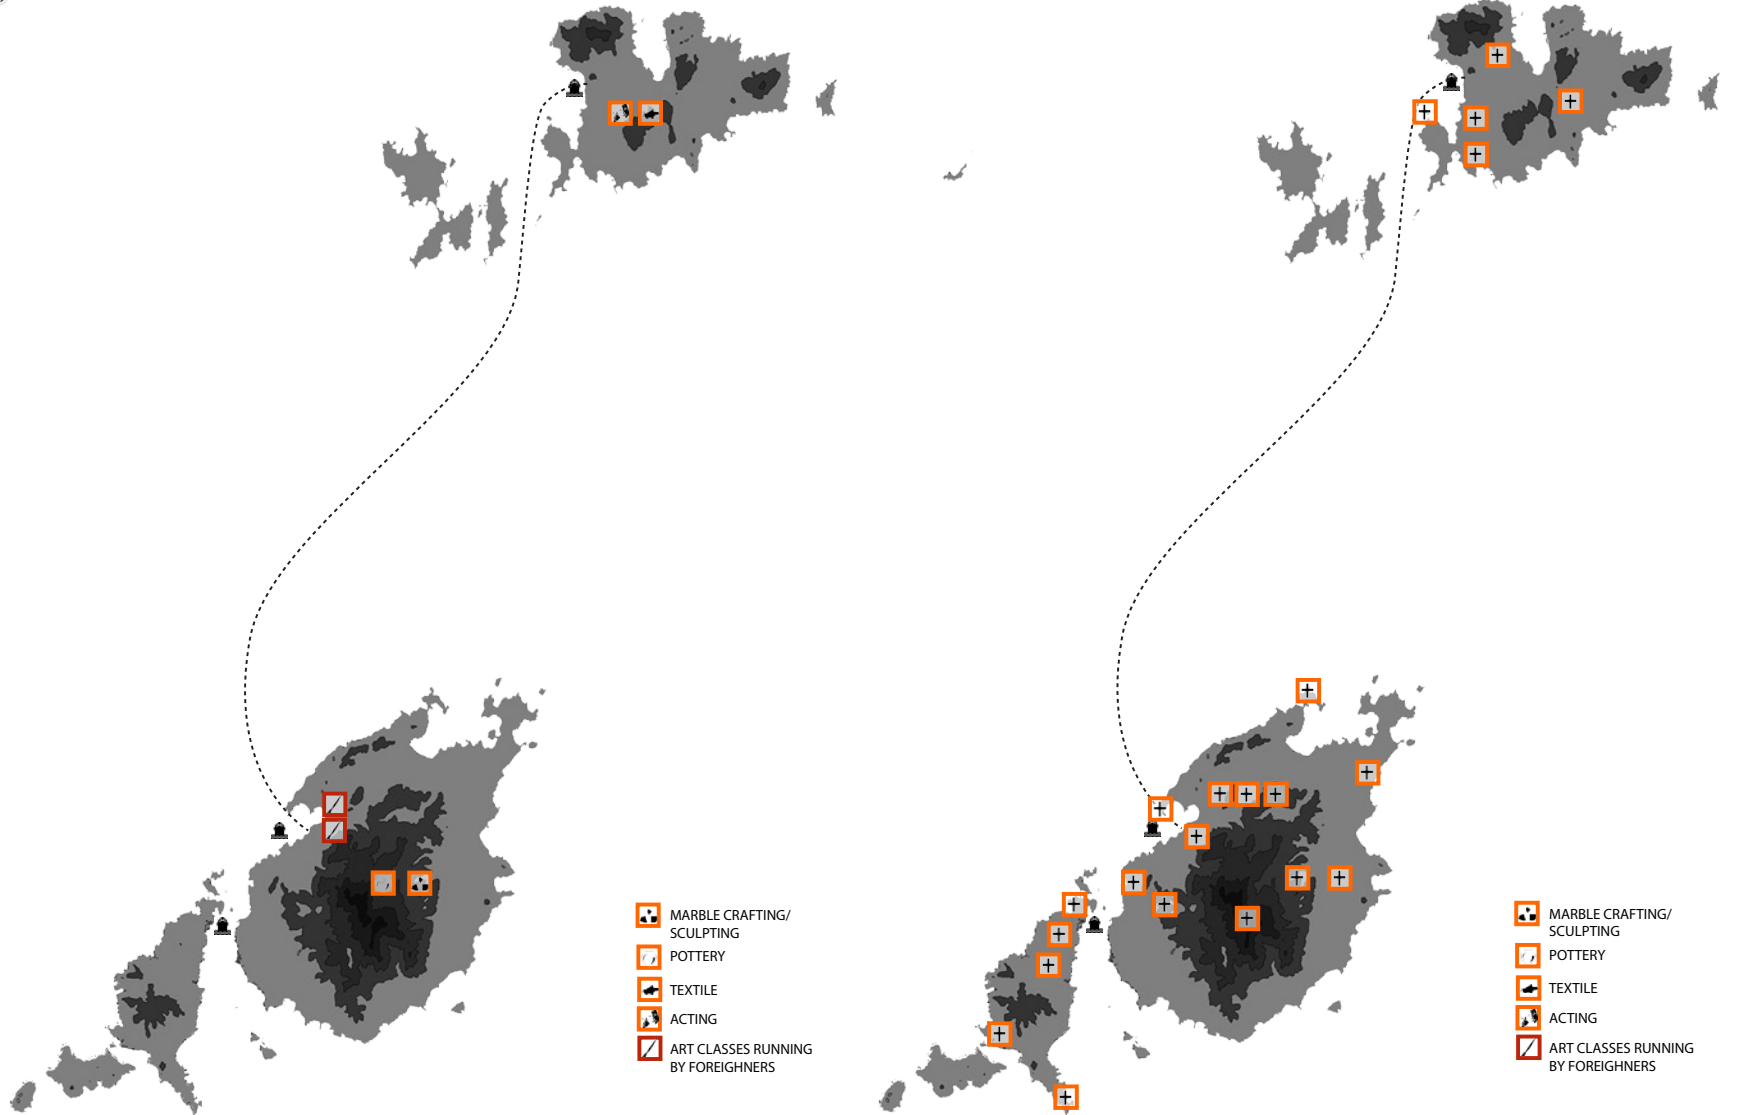 MARBLE CRAFTING/
SCULPTING
POTTERY
TEXTILE
ACTING
ART CLASSES RUNNING
BY FOREIGHNERS
MARBLE CRAFTING/
SCULPTING
POTTERY
TEXTILE
ACTING
ART CLASSES RUNNING
BY FOREIGHNERS